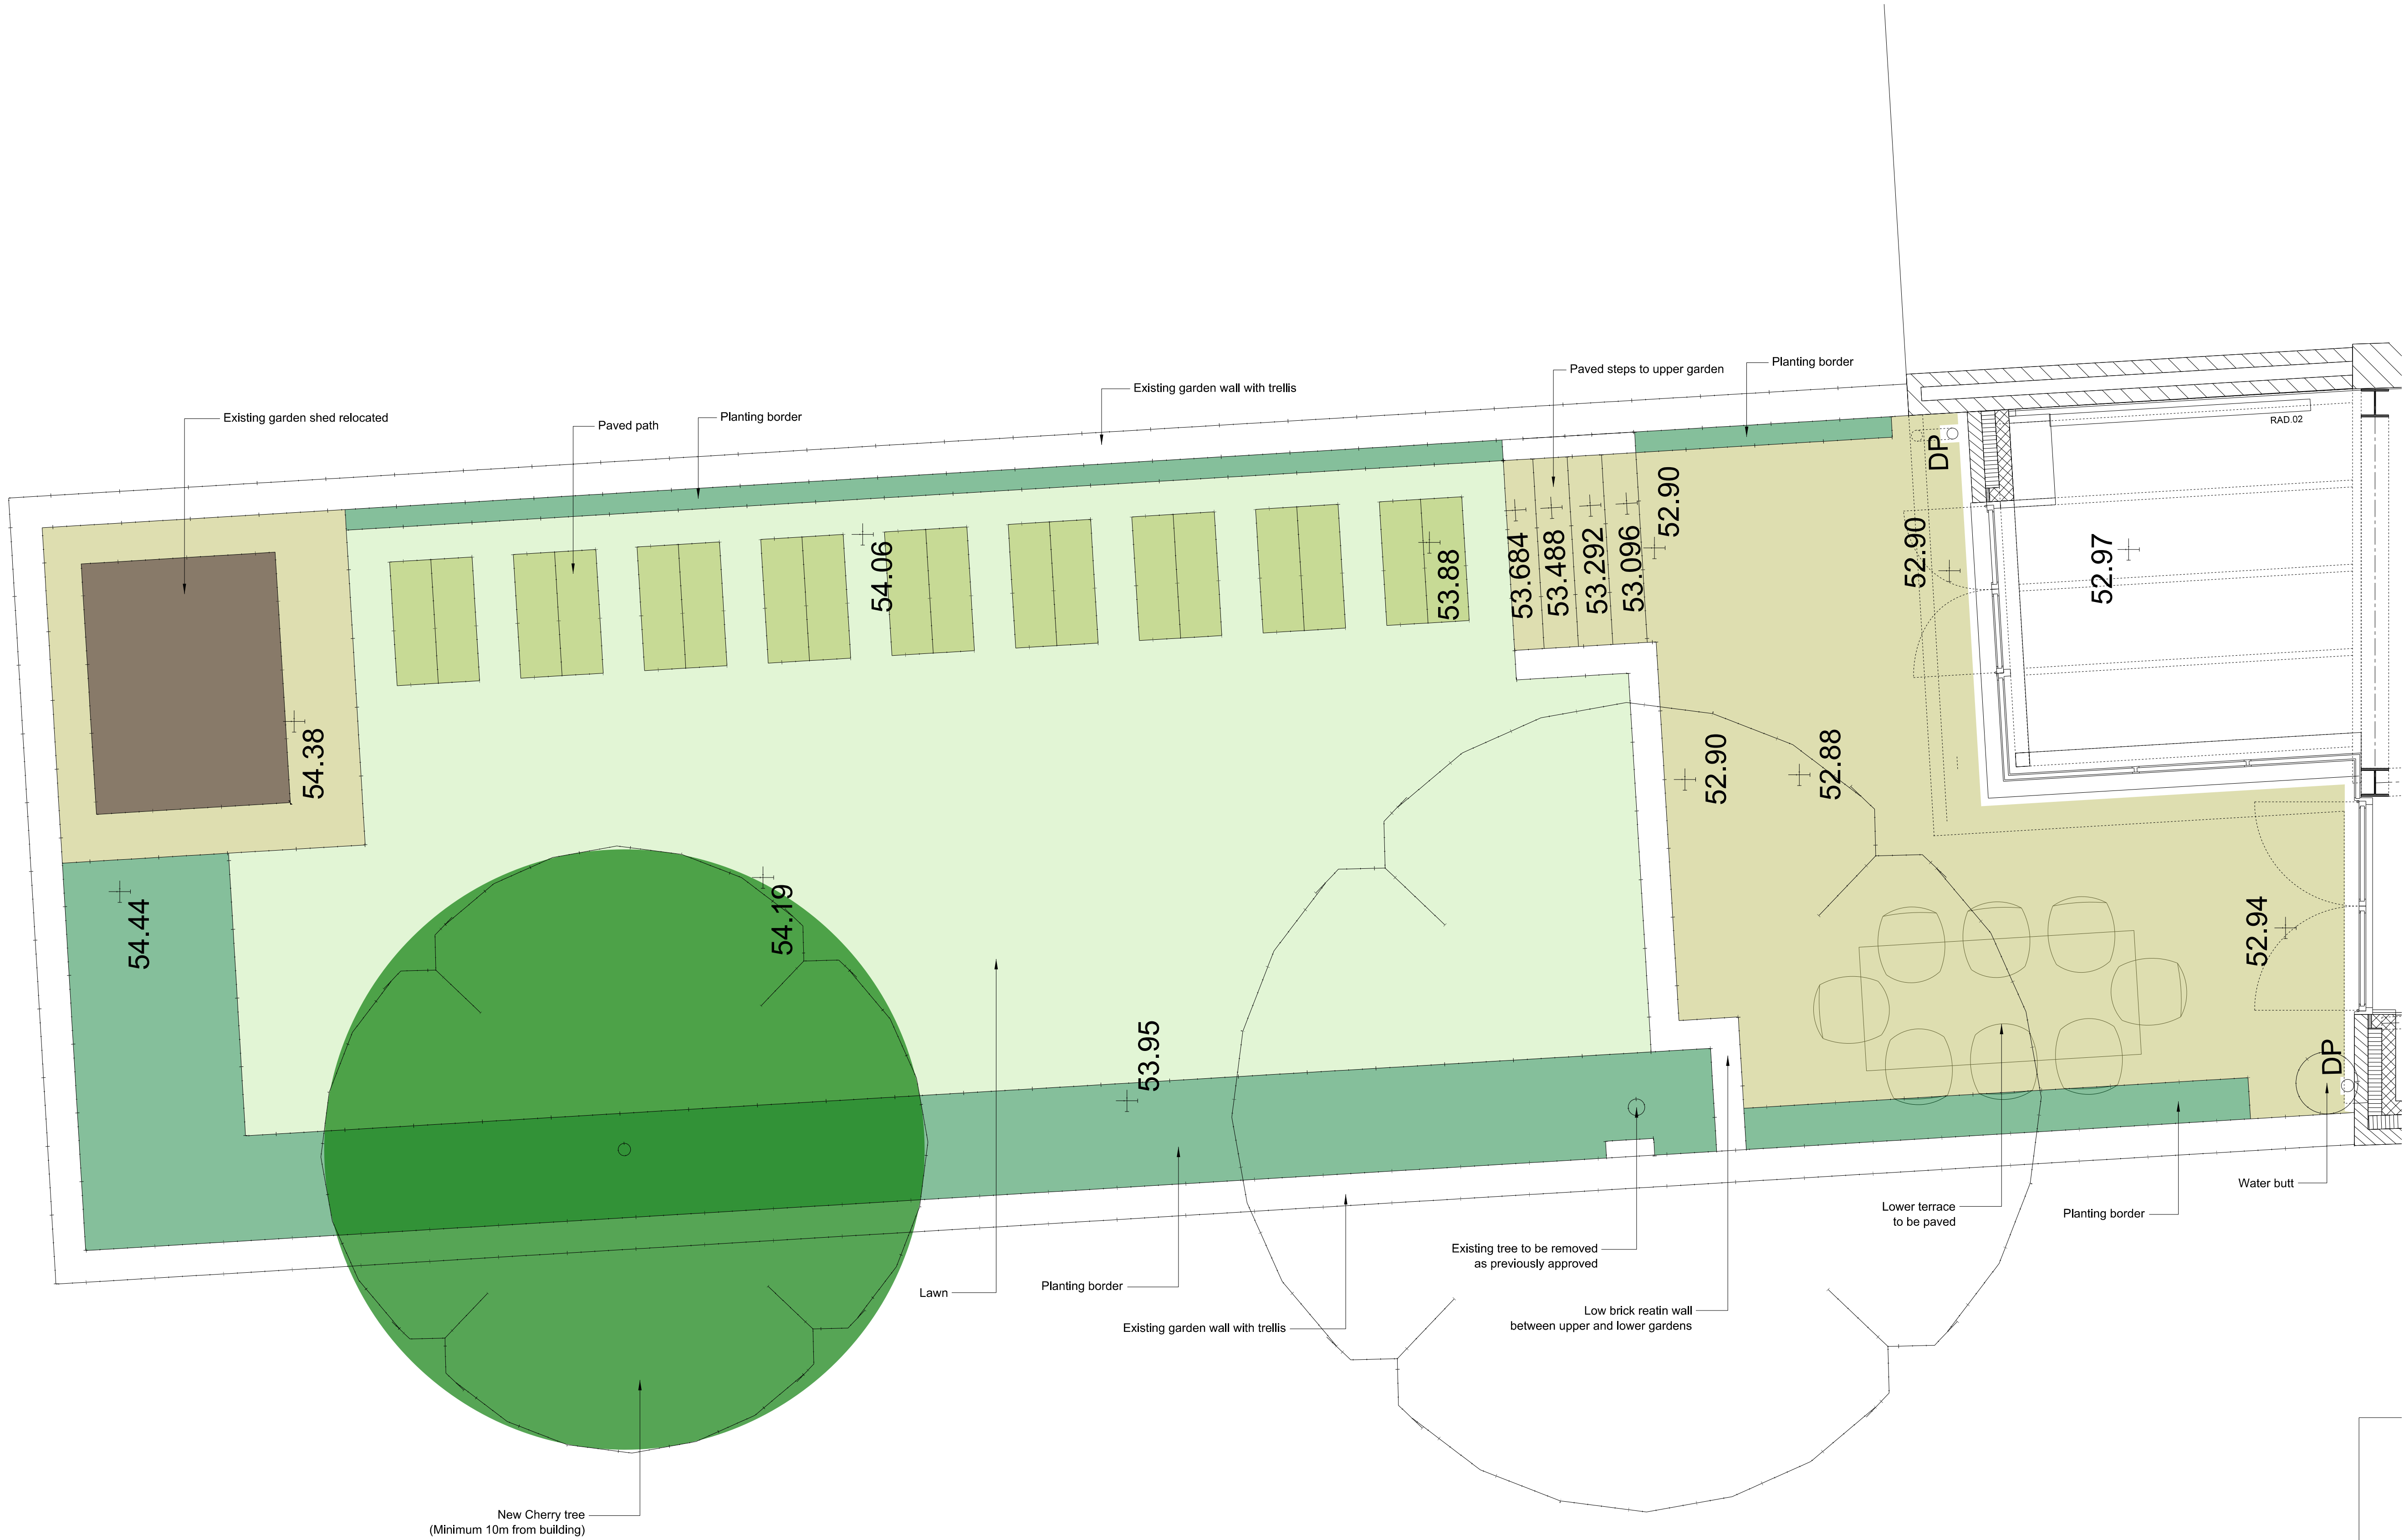 Existing garden shed relocated
Paved path
Planting border
Existing garden wall with trellis
Paved steps to upper garden
Planting border
RAD.02
DP
54.06
53.88
53.684
53.488
53.292
53.096
52.90
52.90
52.97
54.38
52.90
52.88
54.44
54.19
52.94
53.95
DP
Water butt
Lower terrace
to be paved
Planting border
Existing tree to be removed
as previously approved
Planting border
Lawn
Low brick reatin wall
between upper and lower gardens
Existing garden wall with trellis
New Cherry tree
(Minimum 10m from building)